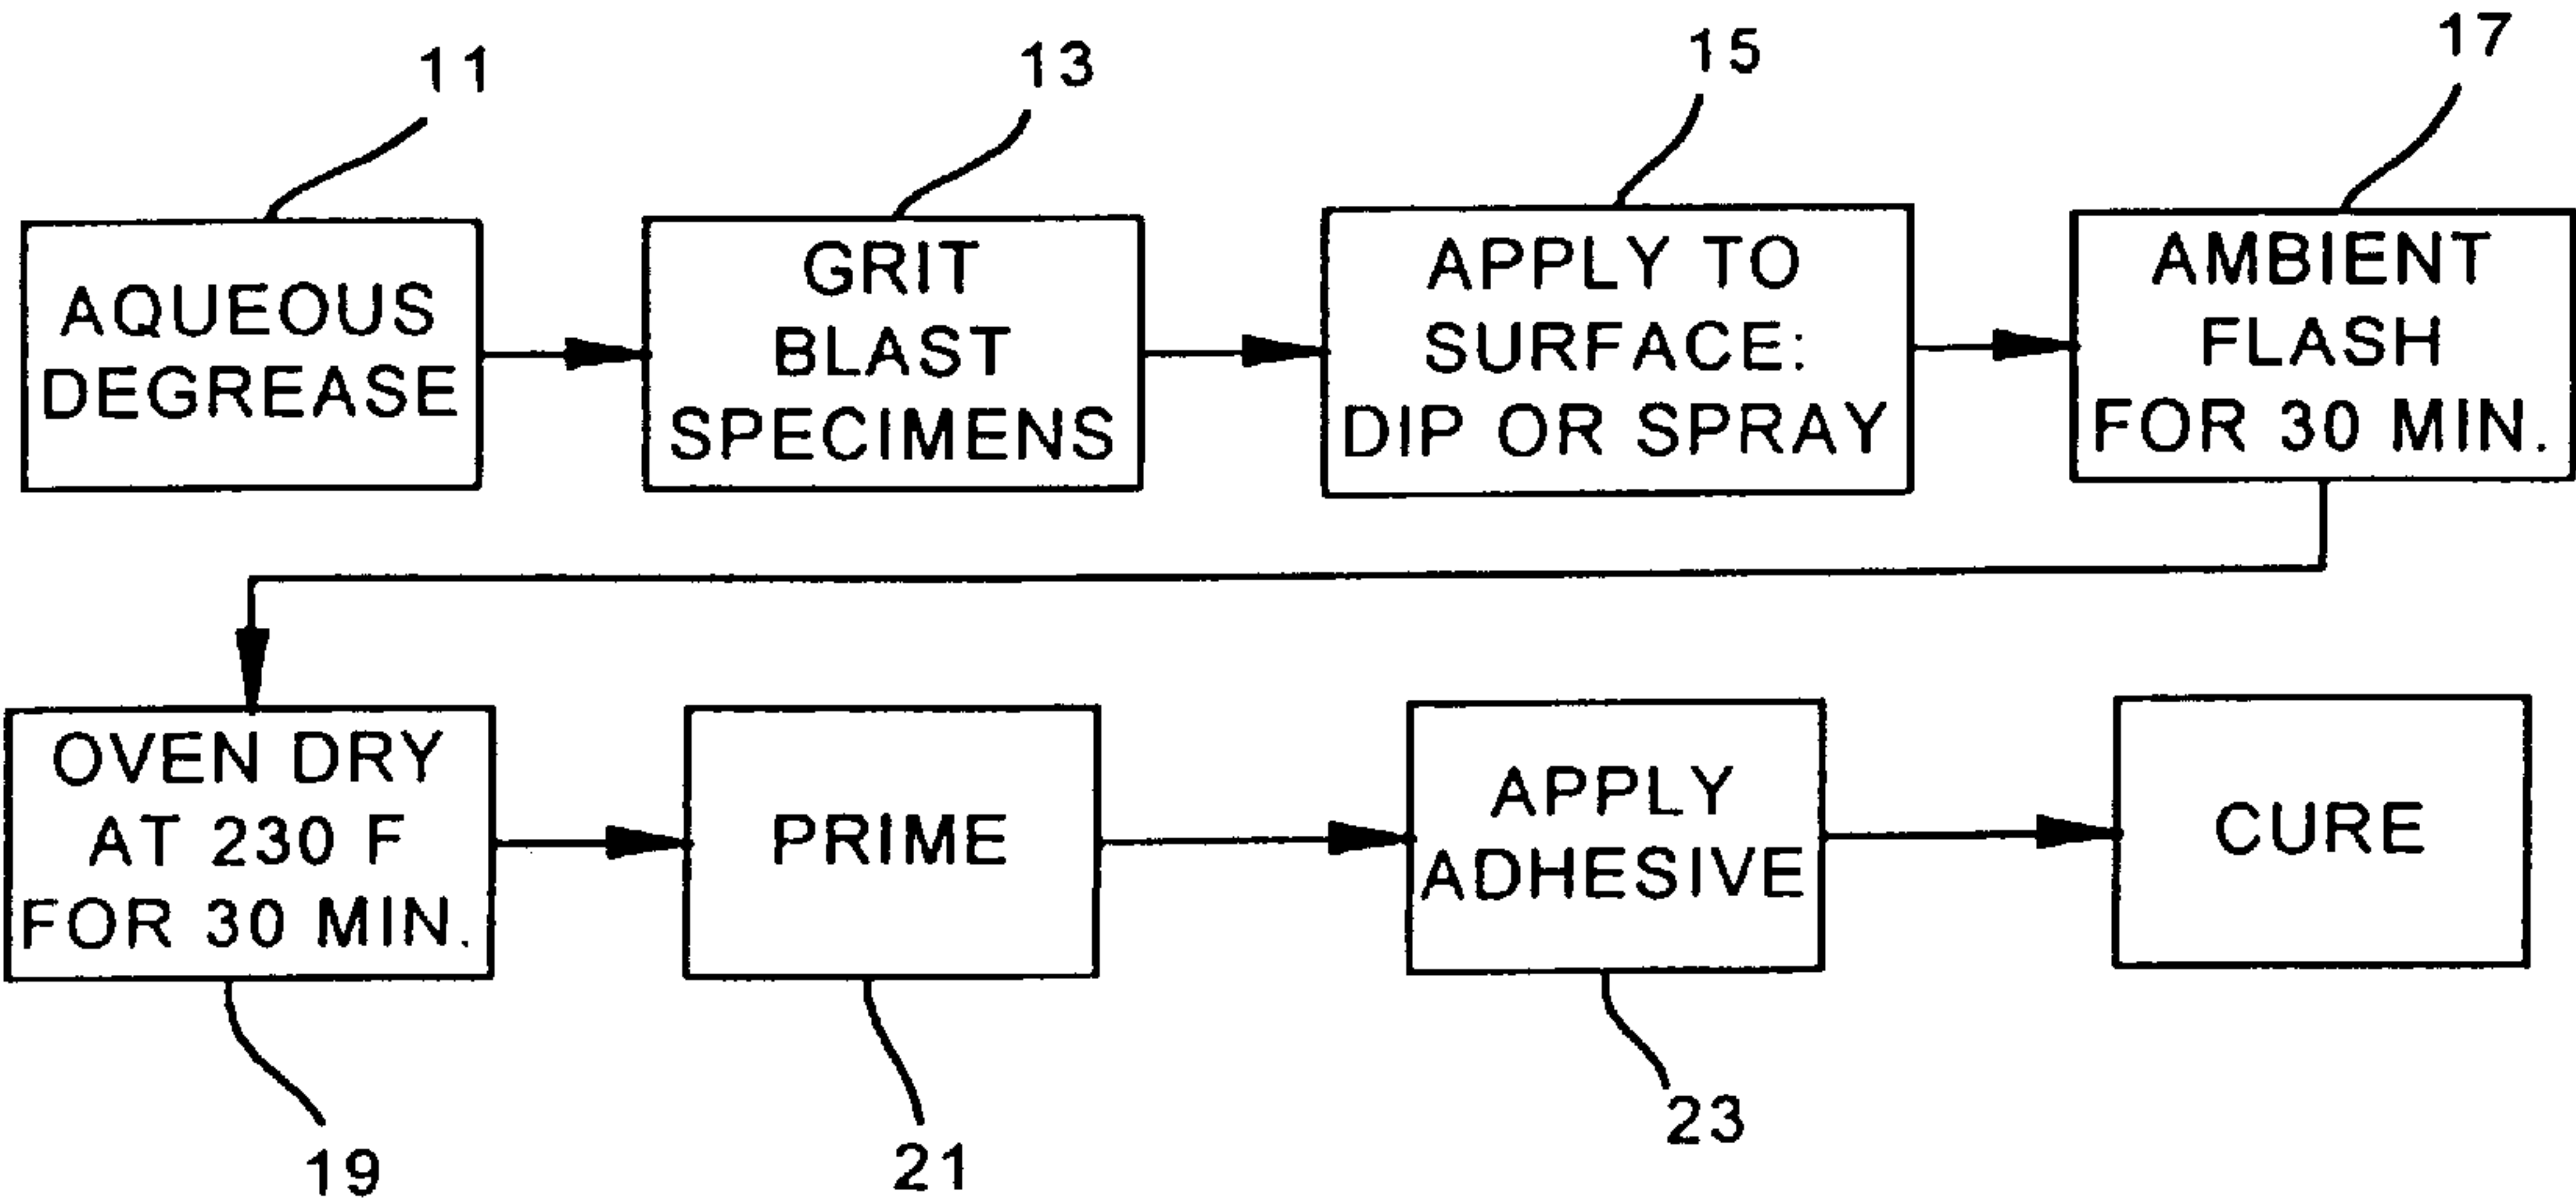 11
13
15
17
AQUEOUS
DEGREASE
GRIT
BLAST
SPECIMENS
APPLY TO
SURFACE:
DIP OR SPRAY
AMBIENT
FLASH
FOR 30 MIN.
OVEN DRY
AT 230 F
FOR 30 MIN.
PRIME
APPLY
ADHESIVE
CURE
19
21
23